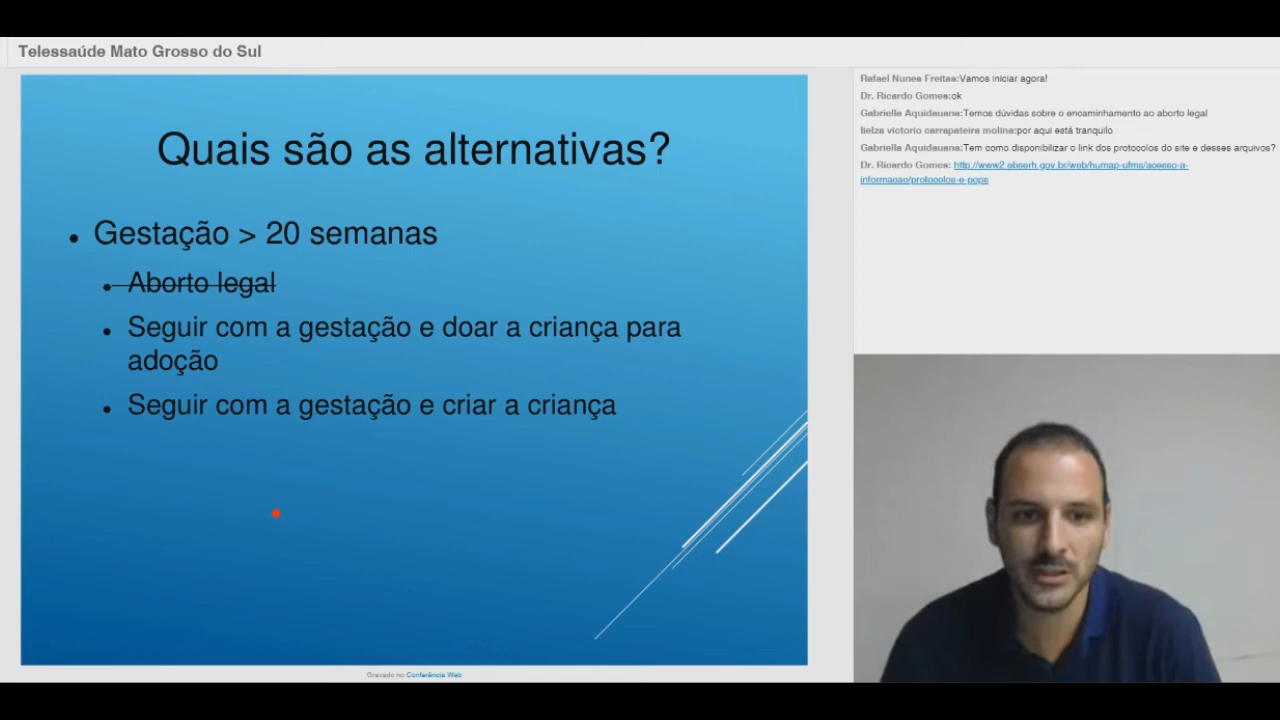 Telessaúde Mato Grosso do Sul
Quais são as alternativas?
Gestação > 20 semanas
Aborto legal
Seguir com a gestação e doar a criança para
adoção
Seguir com a gestação e criar a criança
Gravado no Conferência Web
Rafael Nunes Freitas:Vamos iniciar agora!
Dr. Ricardo Gomes:ok
Gabriella Aquidauana:Temos dúvidas sobre o encaminhamento ao aborto legal
lielza victorio carrapateira molina:por aqui está tranquilo
Gabriella Aquidauana:Tem como disponibilizar o link dos protocolos do site e desses arquivos?
Dr. Ricardo Gomes: http://www2.ebserh.gov.br/web/humap-ufms/acesso-a-
informacao/protocolos-e-pops